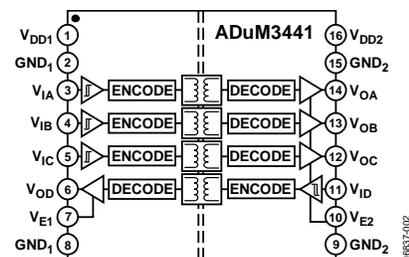 ADuM3441
VDD1 1 16 VDD2
GND1 2 15 GND2
VIA 3 ENCODE DECODE 14 VOA
VIB 4 ENCODE DECODE 13 VOB
VIC 5 ENCODE DECODE 12 VOC
VOD 6 DECODE ENCODE 11 VID
VE1 7 10 VE2
GND1 8 9 GND2
06837-002